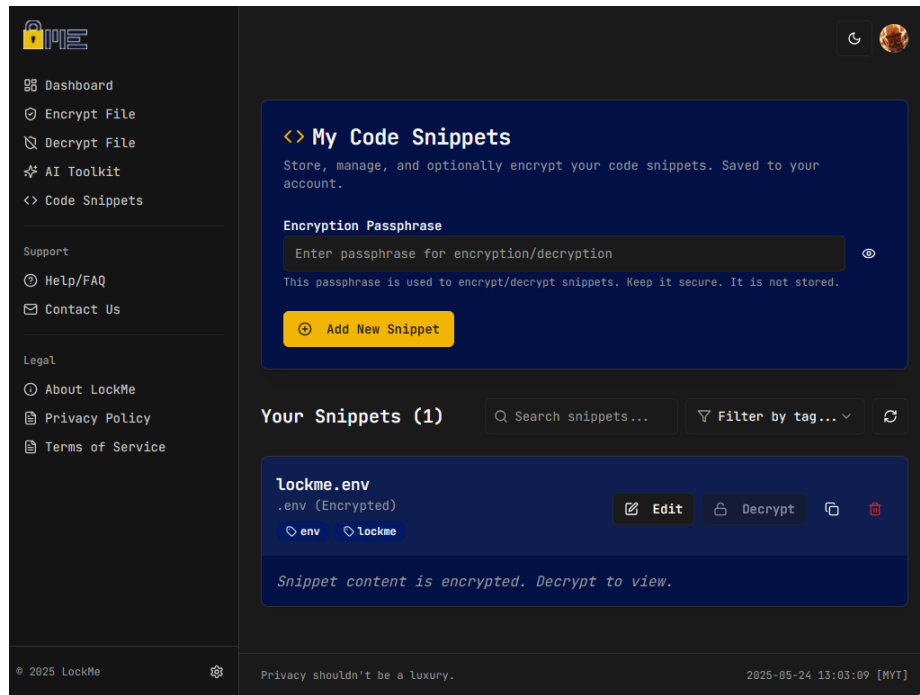 ME
Dashboard
Encrypt File
Decrypt File
AI Toolkit
Code Snippets
Support
Help/FAQ
Contact Us
Legal
About LockMe
Privacy Policy
Terms of Service
© 2025 LockMe
My Code Snippets
Store, manage, and optionally encrypt your code snippets. Saved to your
account.
Encryption Passphrase
Enter passphrase for encryption/decryption
This passphrase is used to encrypt/decrypt snippets. Keep it secure. It is not stored.
Add New Snippet
Your Snippets (1)
Search snippets...
Filter by tag...
lockme.env
.env (Encrypted)
env lockme
Edit
Decrypt
Snippet content is encrypted. Decrypt to view.
Privacy shouldn't be a luxury.
2025-05-24 13:03:09 [MYT]